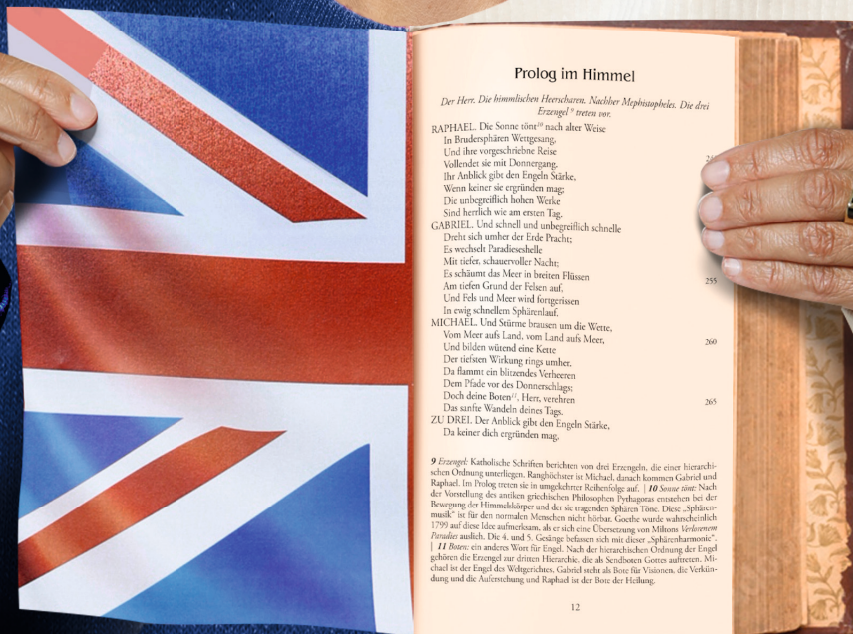 Prolog im Himmel
Der Herr. Die himmlischen Heerscharen. Nachher Mephistopheles. Die drei
Erzengel⁹ treten vor.
RAPHAEL. Die Sonne tönt¹⁰ nach alter Weise
In Brudersphären Wettgesang,
Und ihre vorgeschriebne Reise
Vollendet sie mit Donnergang.
Ihr Anblick gibt den Engeln Stärke,
Wenn keiner sie ergründen mag;
Die unbegreiflich hohen Werke
Sind herrlich wie am ersten Tag.
GABRIEL. Und schnell und unbegreiflich schnelle
Dreht sich umher der Erde Pracht;
Es wechselt Paradieseshelle
Mit tiefer, schauervoller Nacht;
Es schäumt das Meer in breiten Flüssen
Am tiefen Grund der Felsen auf, 255
Und Fels und Meer wird fortgerissen
In ewig schnellem Sphärenlauf.
MICHAEL. Und Stürme brausen um die Wette,
Vom Meer aufs Land, vom Land aufs Meer, 260
Und bilden wütend eine Kette
Der tiefsten Wirkung rings umher.
Da flammt ein blitzendes Verheeren
Dem Pfade vor des Donnerschlags;
Doch deine Boten¹¹, Herr, verehren 265
Das sanfte Wandeln deines Tags.
ZU DREI. Der Anblick gibt den Engeln Stärke,
Da keiner dich ergründen mag,
9 Erzengel: Katholische Schriften berichten von drei Erzengeln, die einer hierarchi-
schen Ordnung unterliegen. Ranghöchster ist Michael, danach kommen Gabriel und
Raphael. Im Prolog treten sie in umgekehrter Reihenfolge auf. | 10 Sonne tönt: Nach
der Vorstellung des antiken griechischen Philosophen Pythagoras entstehen bei der
Bewegung der Himmelskörper und der sie tragenden Sphären Töne. Diese „Sphären-
musik“ ist für den normalen Menschen nicht hörbar. Goethe wurde wahrscheinlich
1799 auf diese Idee aufmerksam, als er sich eine Übersetzung von Miltons Verlorenem
Paradies auslieh. Die 4. und 5. Gesänge befassen sich mit dieser „Sphärenharmonie“.
| 11 Boten: ein anderes Wort für Engel. Nach der hierarchischen Ordnung der Engel
gehören die Erzengel zur dritten Hierarchie, die als Sendboten Gottes auftreten. Mi-
chael ist der Engel des Weltgerichtes, Gabriel steht als Bote für Visionen, die Verkün-
dung und die Auferstehung und Raphael ist der Bote der Heilung.
12